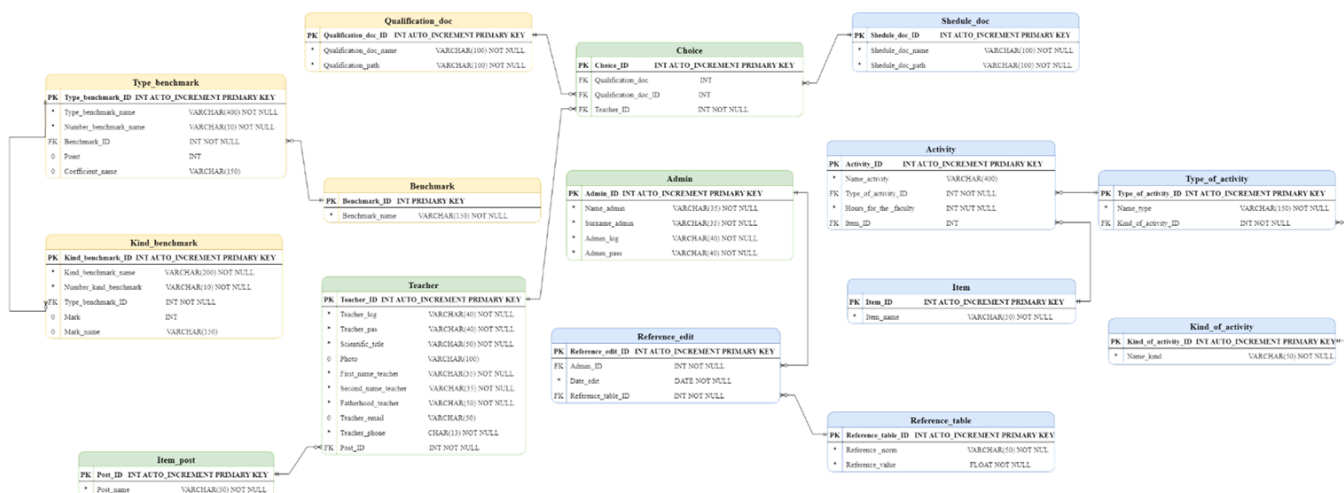 Qualification_doc
PK Qualification_doc_ID INT AUTO_INCREMENT PRIMARY KEY
* Qualification_doc_name VARCHAR(100) NOT NULL
* Qualification_path VARCHAR(100) NOT NULL
Shedule_doc
PK Shedule_doc_ID INT AUTO_INCREMENT PRIMARY KEY
* Shedule_doc_name VARCHAR(100) NOT NULL
* Shedule_doc_path VARCHAR(100) NOT NULL
Choice
PK Choice_ID INT AUTO_INCREMENT PRIMARY KEY
FK Qualification_doc INT
FK Qualification_doc_ID INT
FK Teacher_ID INT NOT NULL
Type_benchmark
PK Type_benchmark_ID INT AUTO_INCREMENT PRIMARY KEY
* Type_benchmark_name VARCHAR(400) NOT NULL
* Number_benchmark_name VARCHAR(10) NOT NULL
FK Benchmark_ID INT NOT NULL
0 Point INT
0 Coefficient_name VARCHAR(150)
Benchmark
PK Benchmark_ID INT PRIMARY KEY
* Benchmark_name VARCHAR(150) NOT NULL
Kind_benchmark
PK Kind_benchmark_ID INT AUTO_INCREMENT PRIMARY KEY
* Kind_benchmark_name VARCHAR(200) NOT NULL
* Number_kind_benchmark VARCHAR(10) NOT NULL
FK Type_benchmark_ID INT NOT NULL
0 Mark INT
0 Mark_name VARCHAR(150)
Admin
PK Admin_ID INT AUTO_INCREMENT PRIMARY KEY
* Name_admin VARCHAR(35) NOT NULL
* Surname_admin VARCHAR(35) NOT NULL
* Admin_log VARCHAR(40) NOT NULL
* Admin_pass VARCHAR(40) NOT NULL
Activity
PK Activity_ID INT AUTO_INCREMENT PRIMARY KEY
* Name_activity VARCHAR(400)
FK Type_of_activity_ID INT NOT NULL
* Hours_for_the _faculty INT NUT NULL
FK Item_ID INT
Type_of_activity
PK Type_of_activity_ID INT AUTO_INCREMENT PRIMARY KEY
* Name_type VARCHAR(150) NOT NULL
FK Kind_of_activity_ID INT NOT NULL
Teacher
PK Teacher_ID INT AUTO_INCREMENT PRIMARY KEY
* Teacher_log VARCHAR(40) NOT NULL
* Teacher_pas VARCHAR(40) NOT NULL
* Scientific_title VARCHAR(50) NOT NULL
0 Photo VARCHAR(100)
* First_name_teacher VARCHAR(35) NOT NULL
* Second_name_teacher VARCHAR(35) NOT NULL
* Fatherhood_teacher VARCHAR(50) NOT NULL
0 Teacher_email VARCHAR(50)
* Teacher_phone CHAR(13) NOT NULL
FK Post_ID INT NOT NULL
Item
PK Item_ID INT AUTO_INCREMENT PRIMARY KEY
* Item_name VARCHAR(50) NOT NULL
Kind_of_activity
PK Kind_of_activity_ID INT AUTO_INCREMENT PRIMARY KEY
* Name_kind VARCHAR(50) NOT NULL
Reference_edit
PK Reference_edit_ID INT AUTO_INCREMENT PRIMARY KEY
FK Admin_ID INT NOT NULL
* Date_edit DATE NOT NULL
FK Reference_table_ID INT NOT NULL
Reference_table
PK Reference_table_ID INT AUTO_INCREMENT PRIMARY KEY
* Reference _norm VARCHAR(50) NOT NUL
* Reference_value FLOAT NOT NULL
Item_post
PK Post_ID INT AUTO_INCREMENT PRIMARY KEY
* Post_name VARCHAR(50) NOT NULL